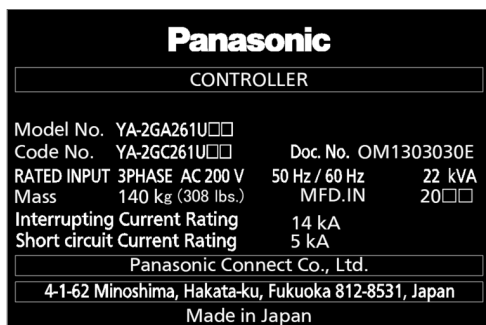 Panasonic
CONTROLLER
Model No. YA-2GA261U□□
Code No. YA-2GC261U□□ Doc. No. OM1303030E
RATED INPUT 3PHASE AC 200 V 50 Hz / 60 Hz 22 kVA
Mass 140 kg (308 lbs.) MFD.IN 20□□
Interrupting Current Rating 14 kA
Short circuit Current Rating 5 kA
Panasonic Connect Co., Ltd.
4-1-62 Minoshima, Hakata-ku, Fukuoka 812-8531, Japan
Made in Japan